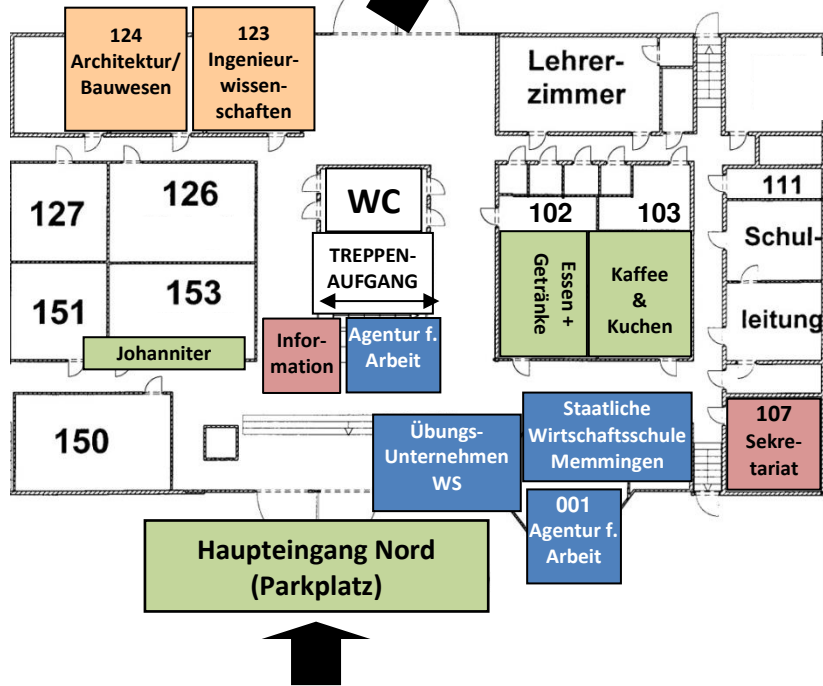 124
Architektur/
Bauwesen
123
Ingenieur-
wissen-
schaften
Lehrer-
zimmer
127
126
WC
102
103
111
TREPPEN-
AUFGANG
Schul-
151
153
Essen +
Getränke
Kaffee
&
Kuchen
leitung
Johanniter
Infor-
mation
Agentur f.
Arbeit
150
Übungs-
Unternehmen
WS
Staatliche
Wirtschaftsschule
Memmingen
107
Sekre-
tariat
001
Agentur f.
Arbeit
Haupteingang Nord
(Parkplatz)